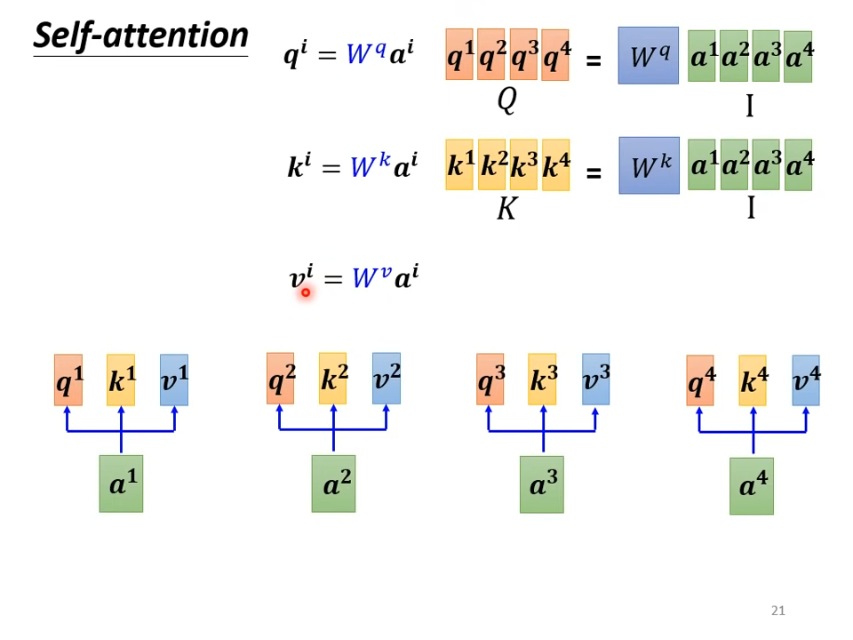 Self-attention
qⁱ = W^q aⁱ
q¹ q² q³ q⁴ = W^q a¹ a² a³ a⁴
Q I
kⁱ = W^k aⁱ
k¹ k² k³ k⁴ = W^k a¹ a² a³ a⁴
K I
vⁱ = W^v aⁱ
q¹ k¹ v¹ q² k² v² q³ k³ v³ q⁴ k⁴ v⁴
a¹ a² a³ a⁴
21